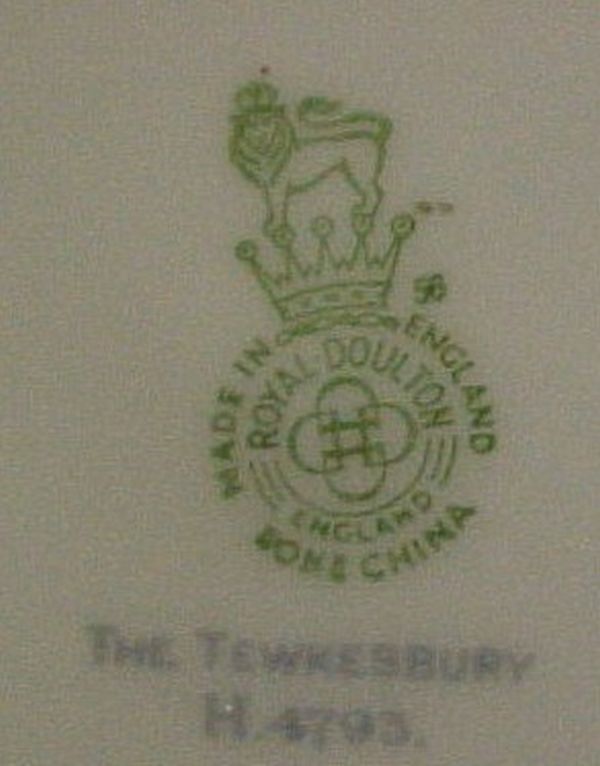 MADE IN ENGLAND
ROYAL DOULTON
ENGLAND
BONE CHINA
THE TEWKESBURY
H.4793.